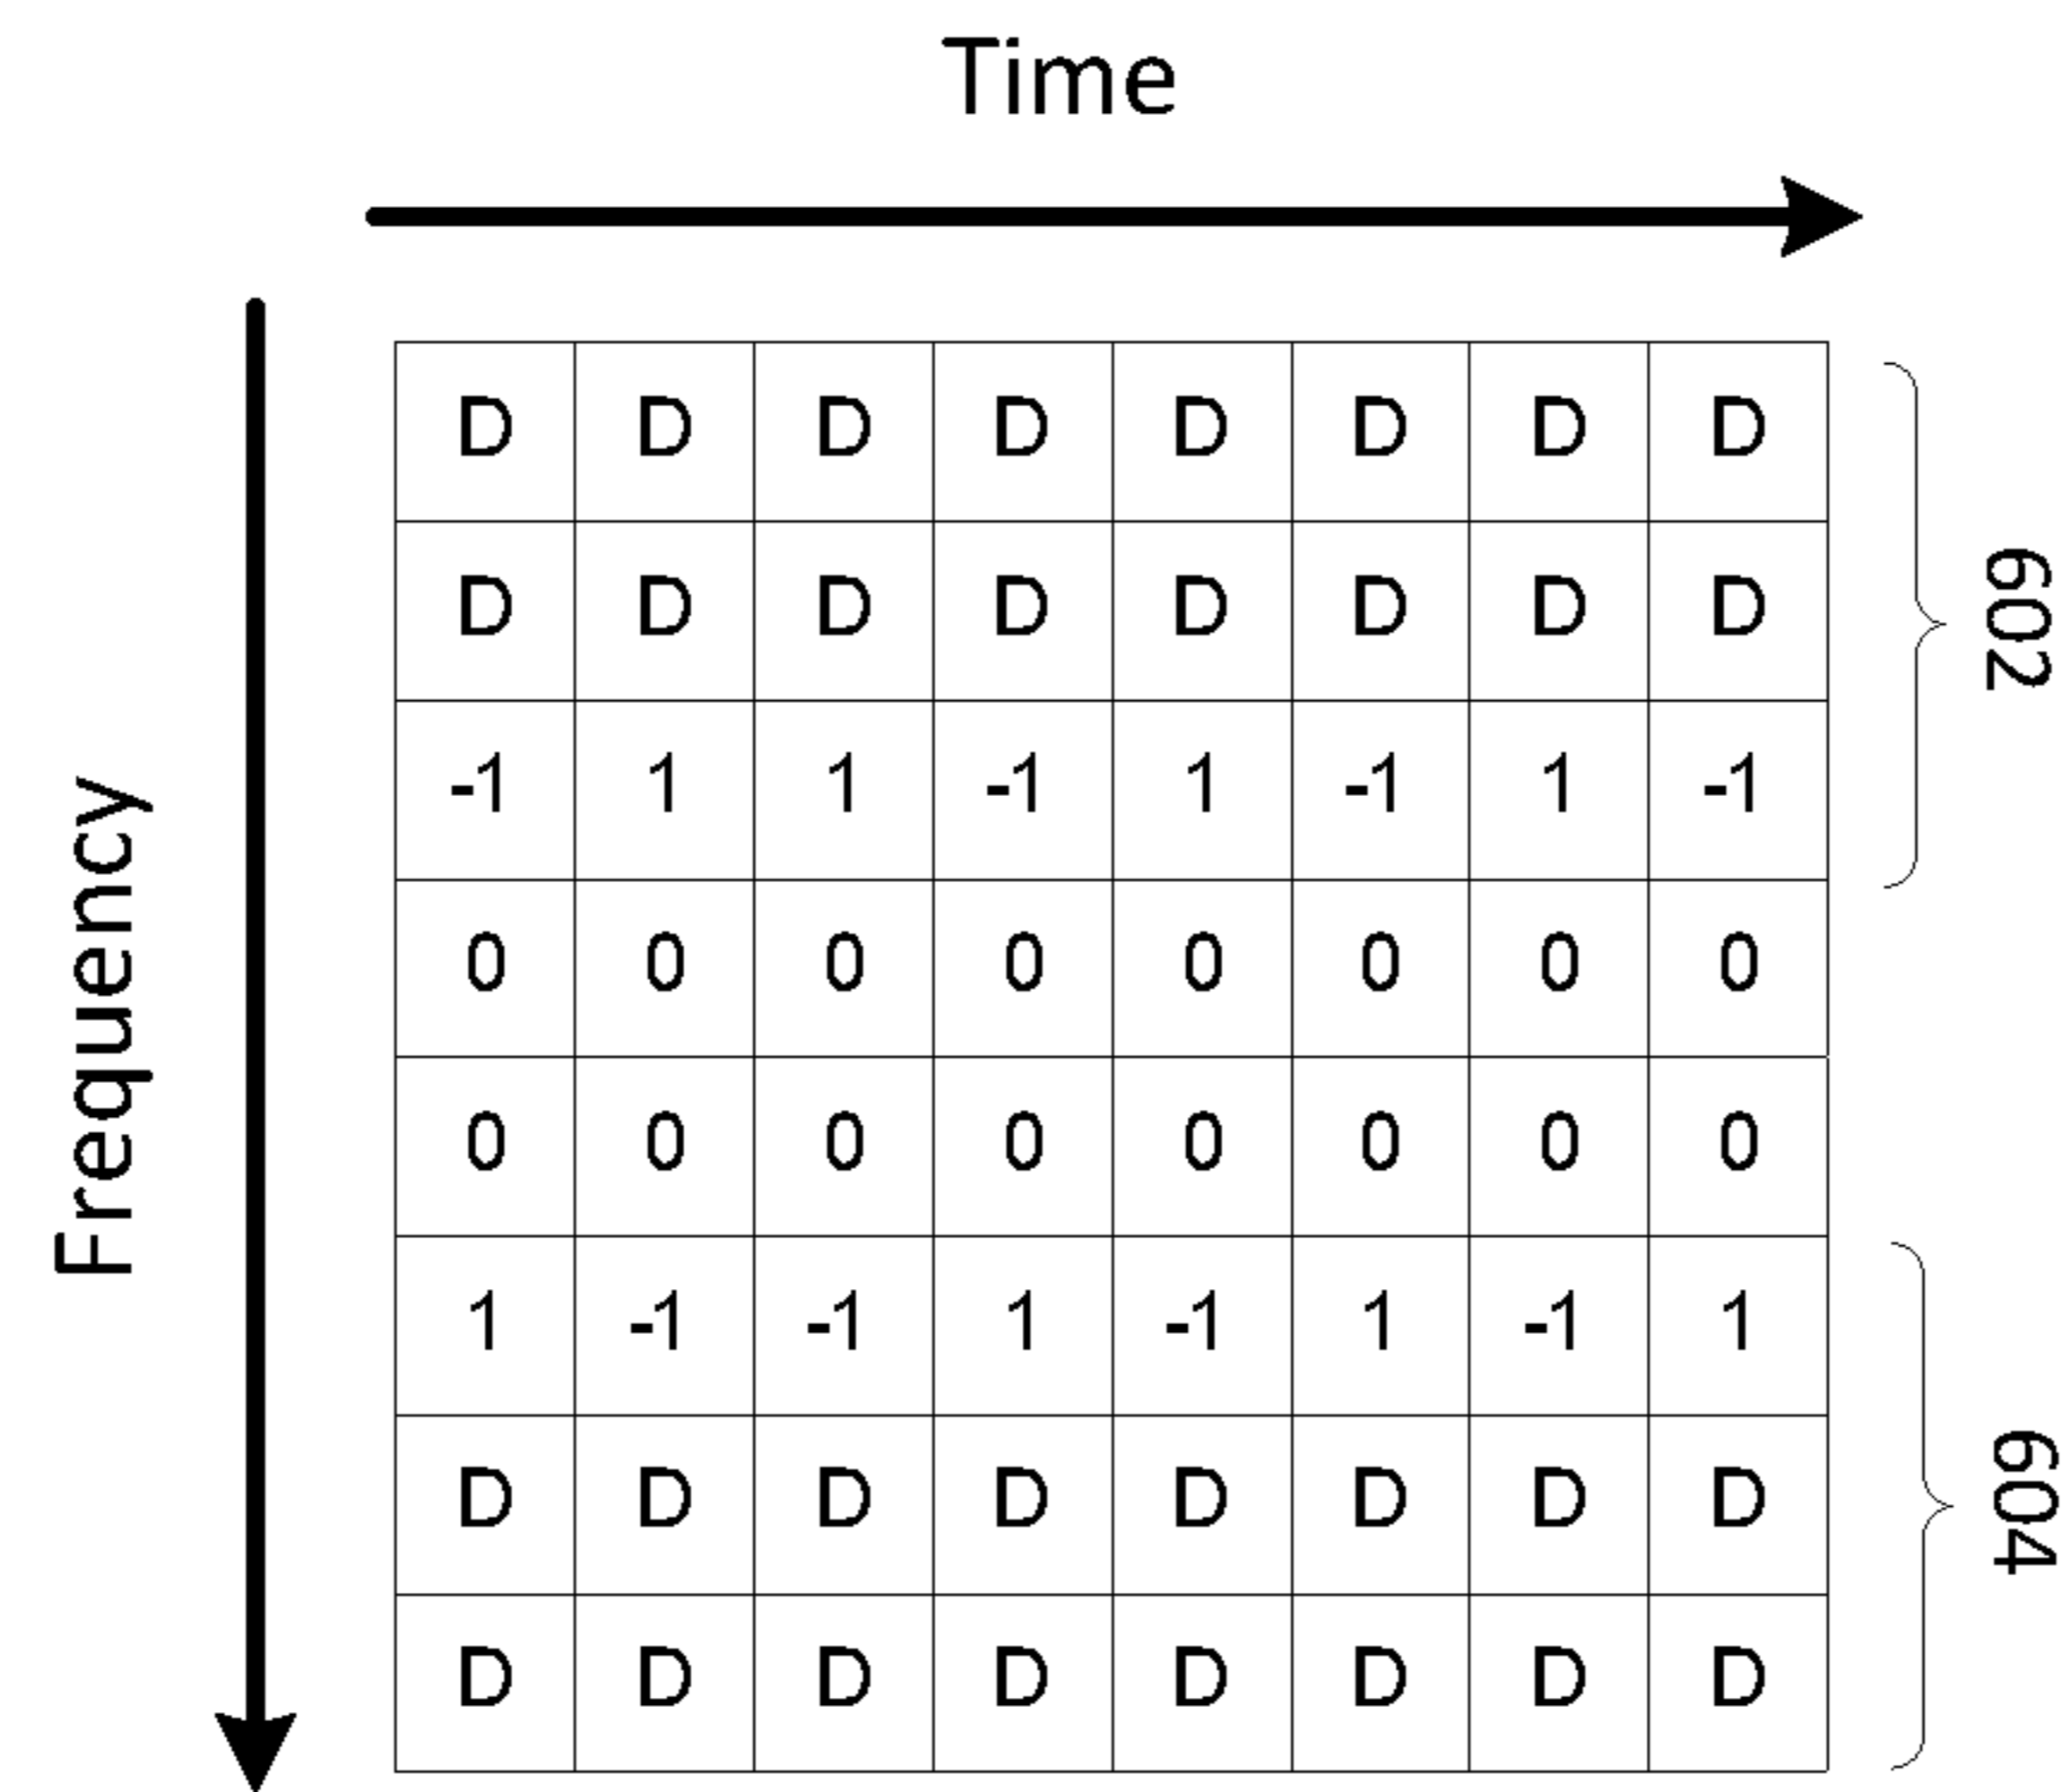 Time
Frequency
D D D D D D D D
D D D D D D D D
-1 1 1 -1 1 -1 1 -1
0 0 0 0 0 0 0 0
0 0 0 0 0 0 0 0
1 -1 -1 1 -1 1 -1 1
D D D D D D D D
D D D D D D D D
602
604